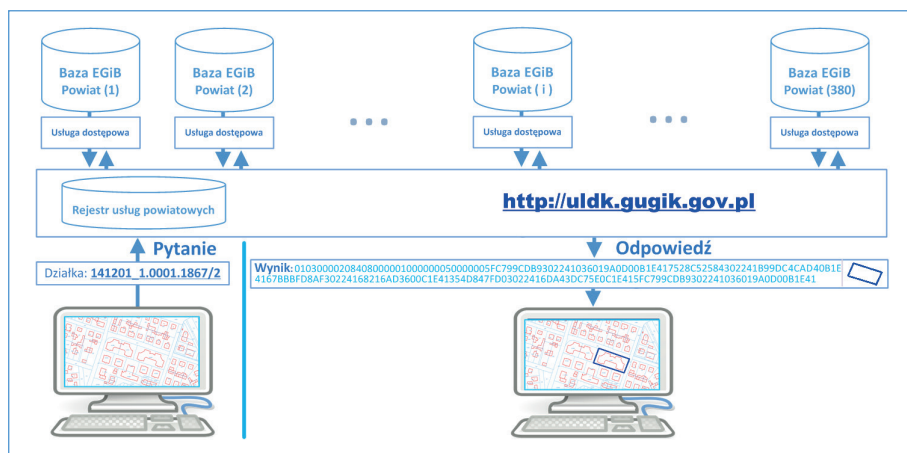 Baza EGiB
Powiat (1)
Baza EGiB
Powiat (2)
Baza EGiB
Powiat ( i )
Baza EGiB
Powiat (380)
Usługa dostępowa
Usługa dostępowa
...
Usługa dostępowa
...
Usługa dostępowa
Rejestr usług powiatowych
http://uldk.gugik.gov.pl
Pytanie
Odpowiedź
Działka: 141201_1.0001.1867/2
Wynik: 010300000208408000001000000050000005FC799CDB9302241036019A0D00B1E417528C52584302241B99DC4CAD40B1E
4167BBBFD8AF30224168216AD3600C1E41354D847FD03022416DA43DC75E0C1E415FC799CDB9302241036019A0D00B1E41